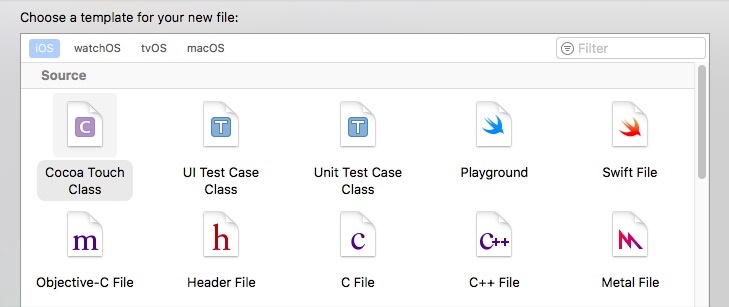 Choose a template for your new file:
iOS watchOS tvOS macOS Filter
Source
C T T
Cocoa Touch Class UI Test Case Class Unit Test Case Class Playground Swift File
m h c c++
Objective-C File Header File C File C++ File Metal File